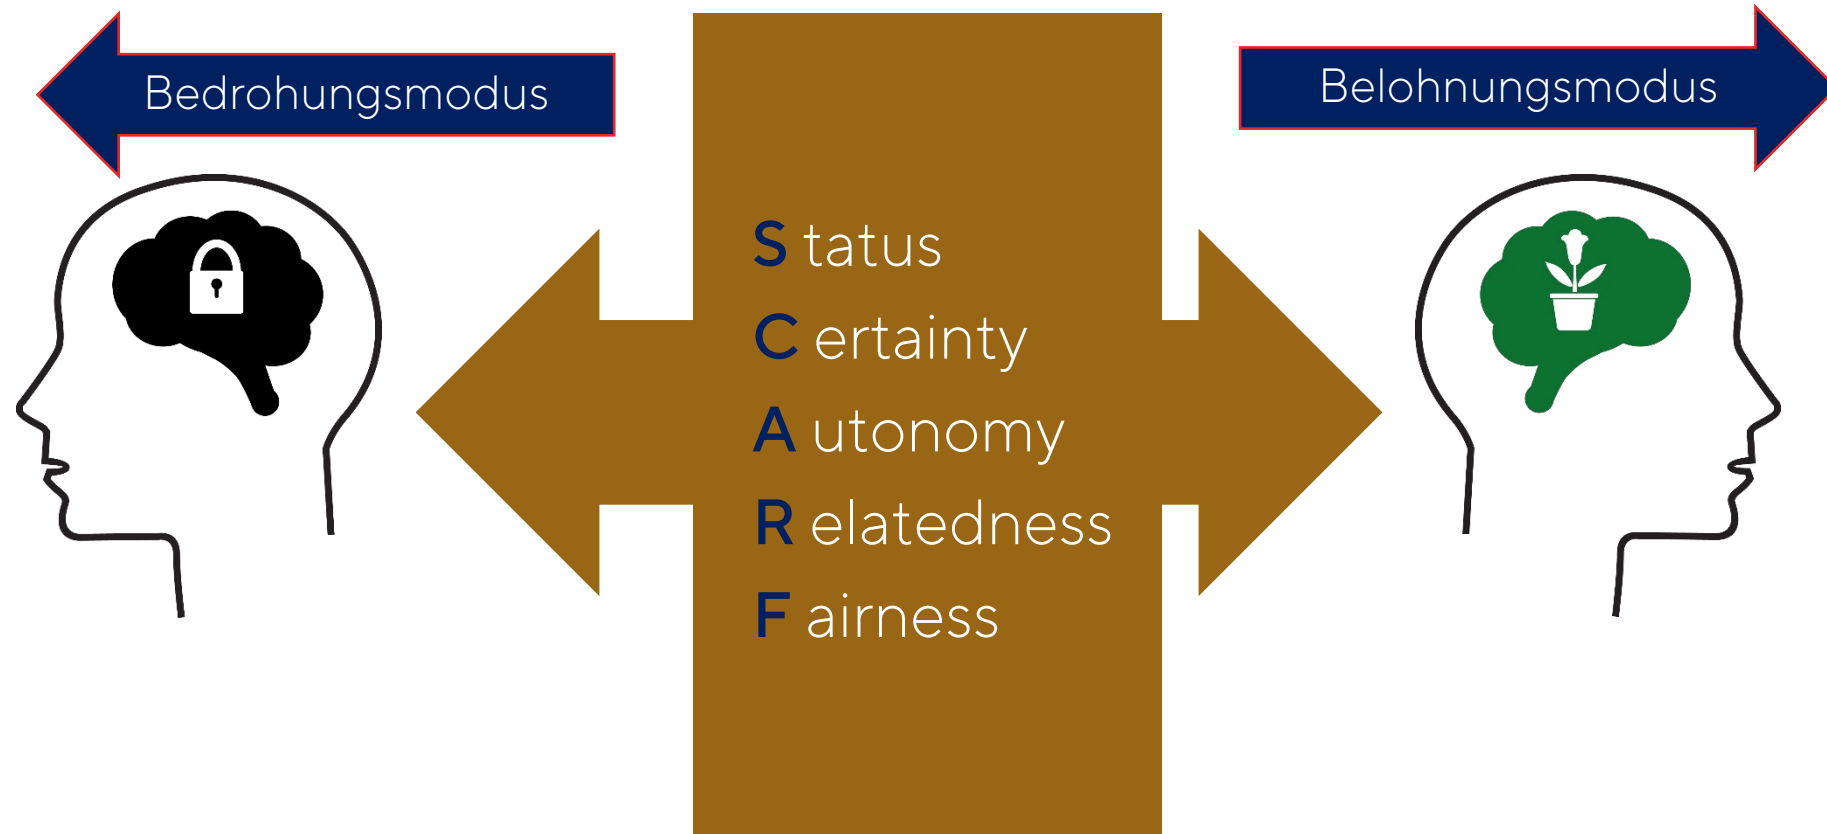 Bedrohungsmodus
Belohnungsmodus
S tatus
C ertainty
A utonomy
R elatedness
F airness